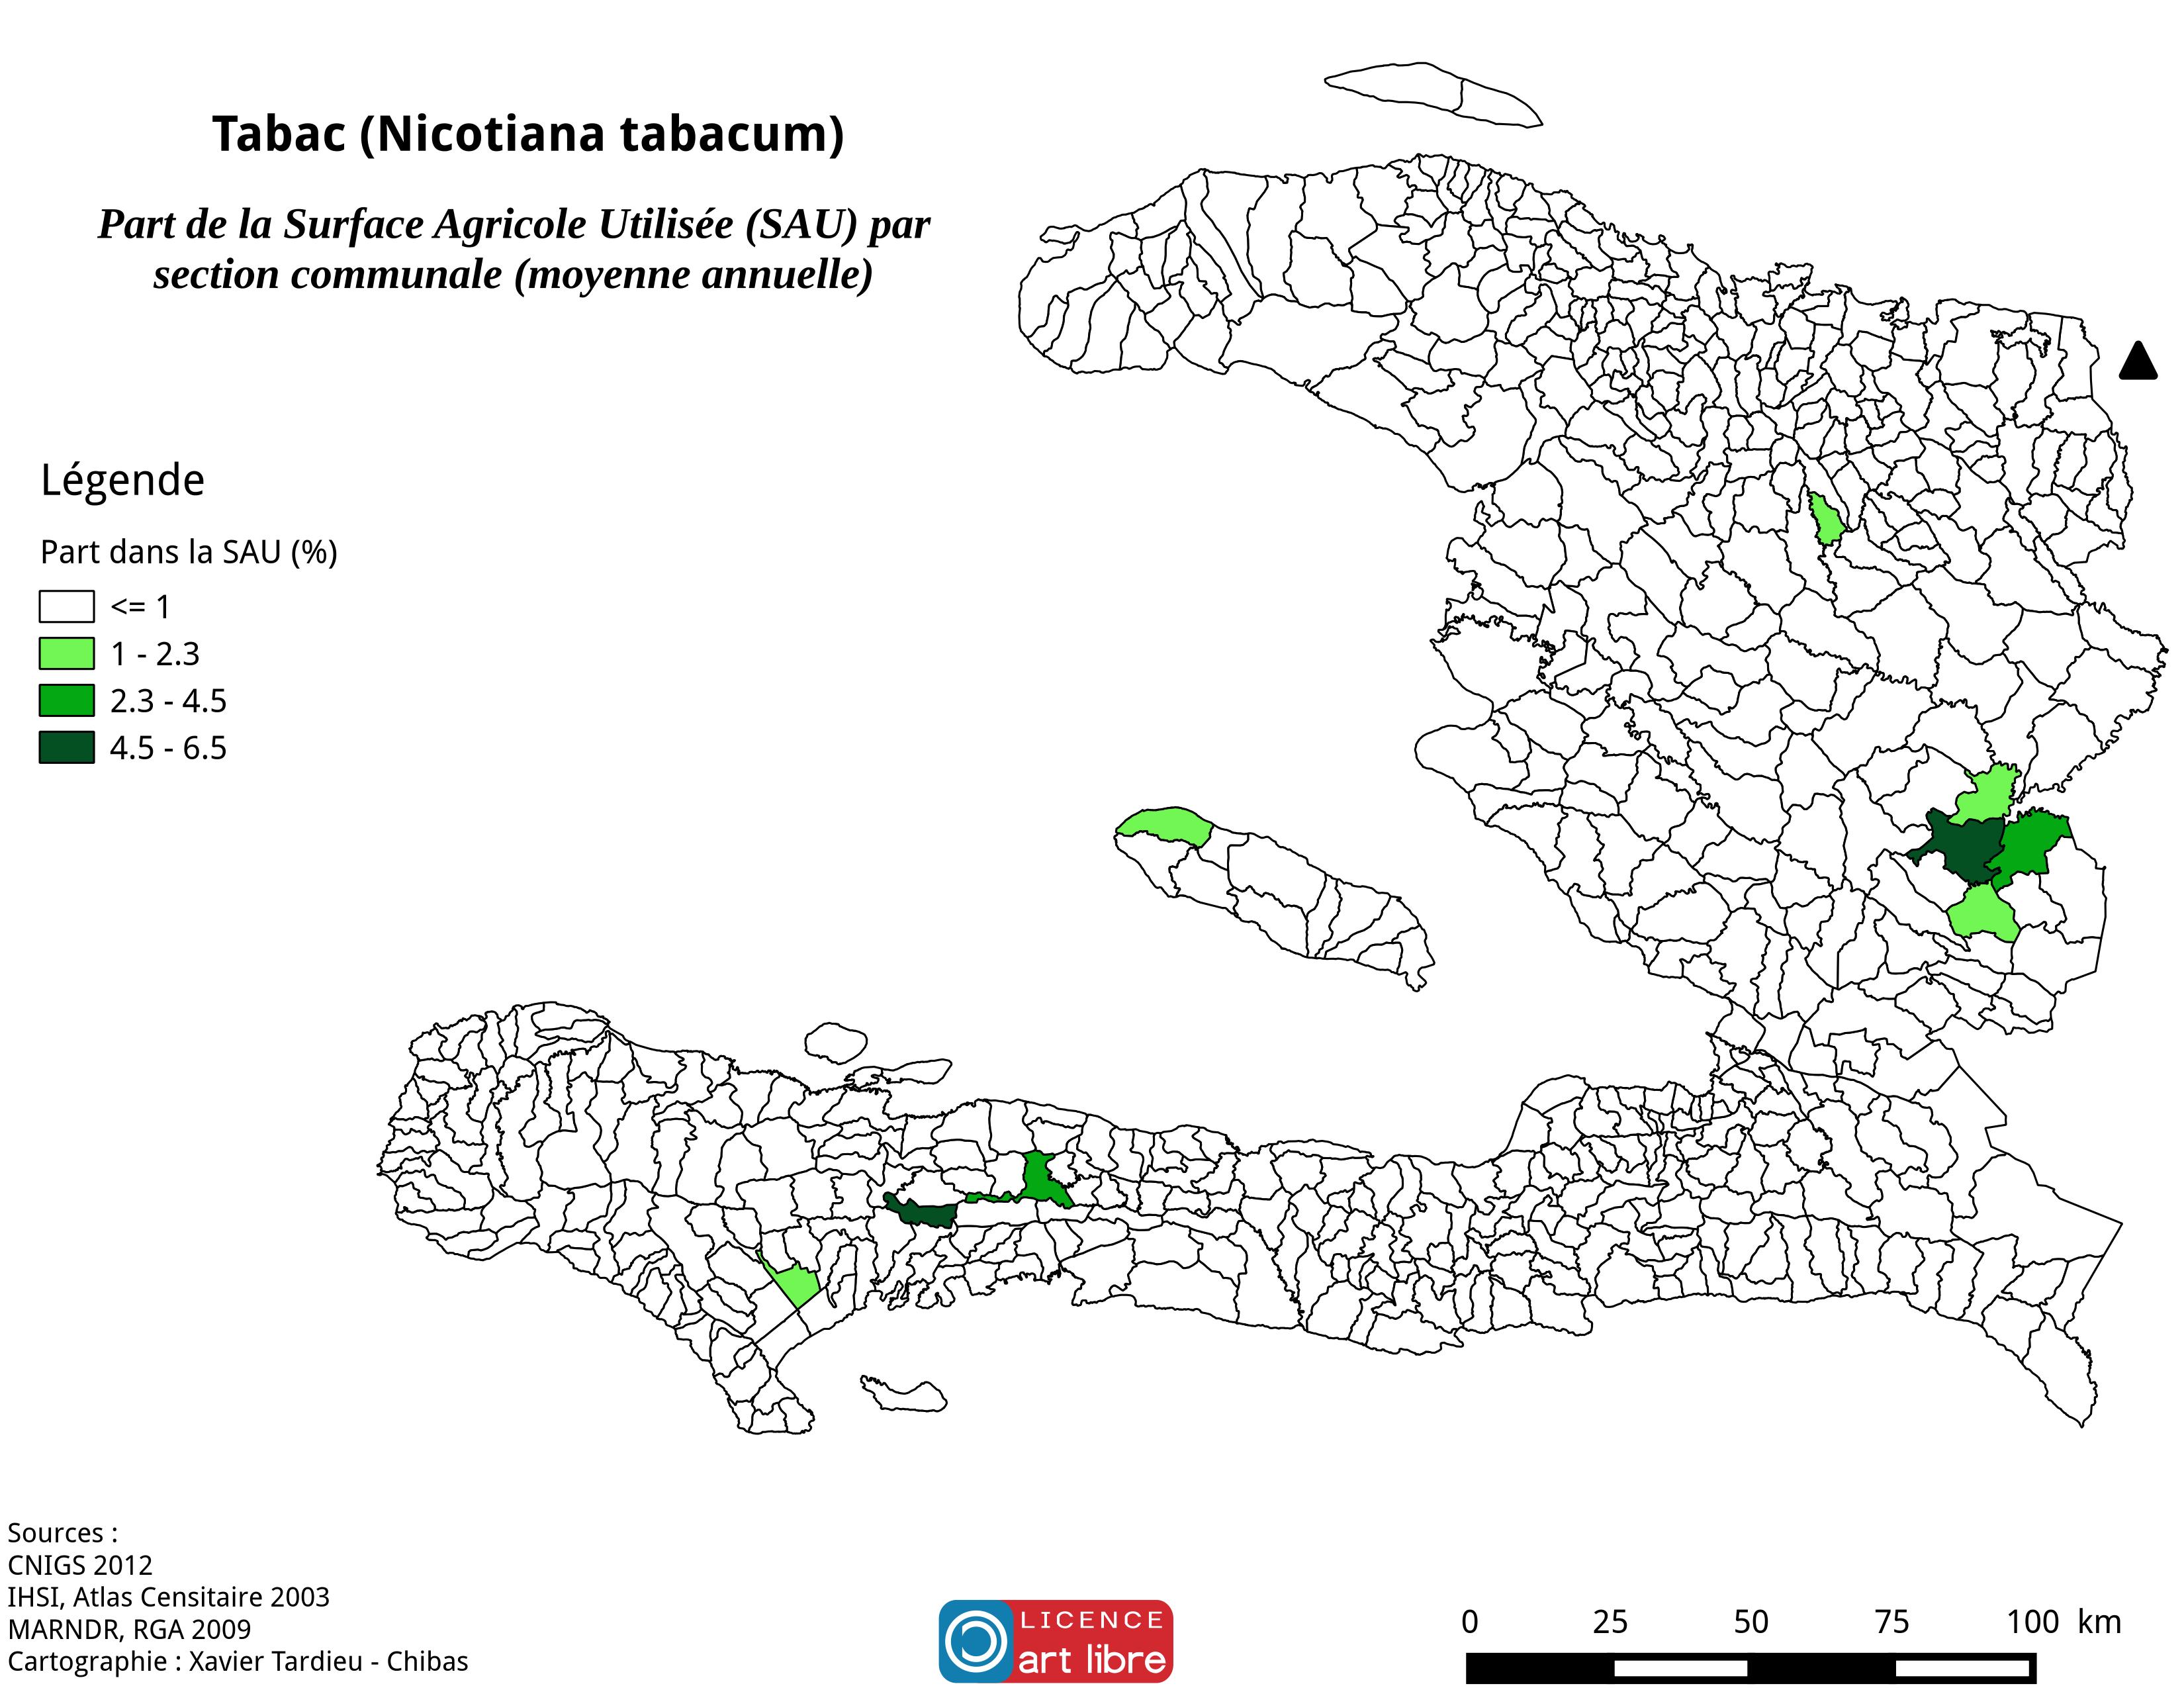 Tabac (Nicotiana tabacum)
Part de la Surface Agricole Utilisée (SAU) par
section communale (moyenne annuelle)
Légende
Part dans la SAU (%)
<= 1
1 - 2.3
2.3 - 4.5
4.5 - 6.5
Sources :
CNIGS 2012
IHSI, Atlas Censitaire 2003
MARNDR, RGA 2009
Cartographie : Xavier Tardieu - Chibas
LICENCE
art libre
0 25 50 75 100 km